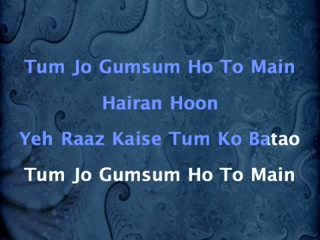 Tum Jo Gumsum Ho To Main
Hairan Hoon
Yeh Raaz Kaise Tum Ko Batao
Tum Jo Gumsum Ho To Main